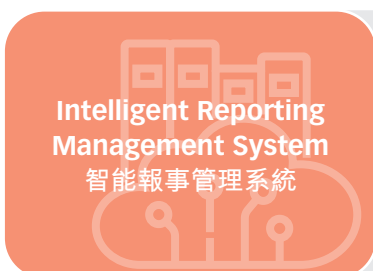 Intelligent Reporting
Management System
智能報事管理系統